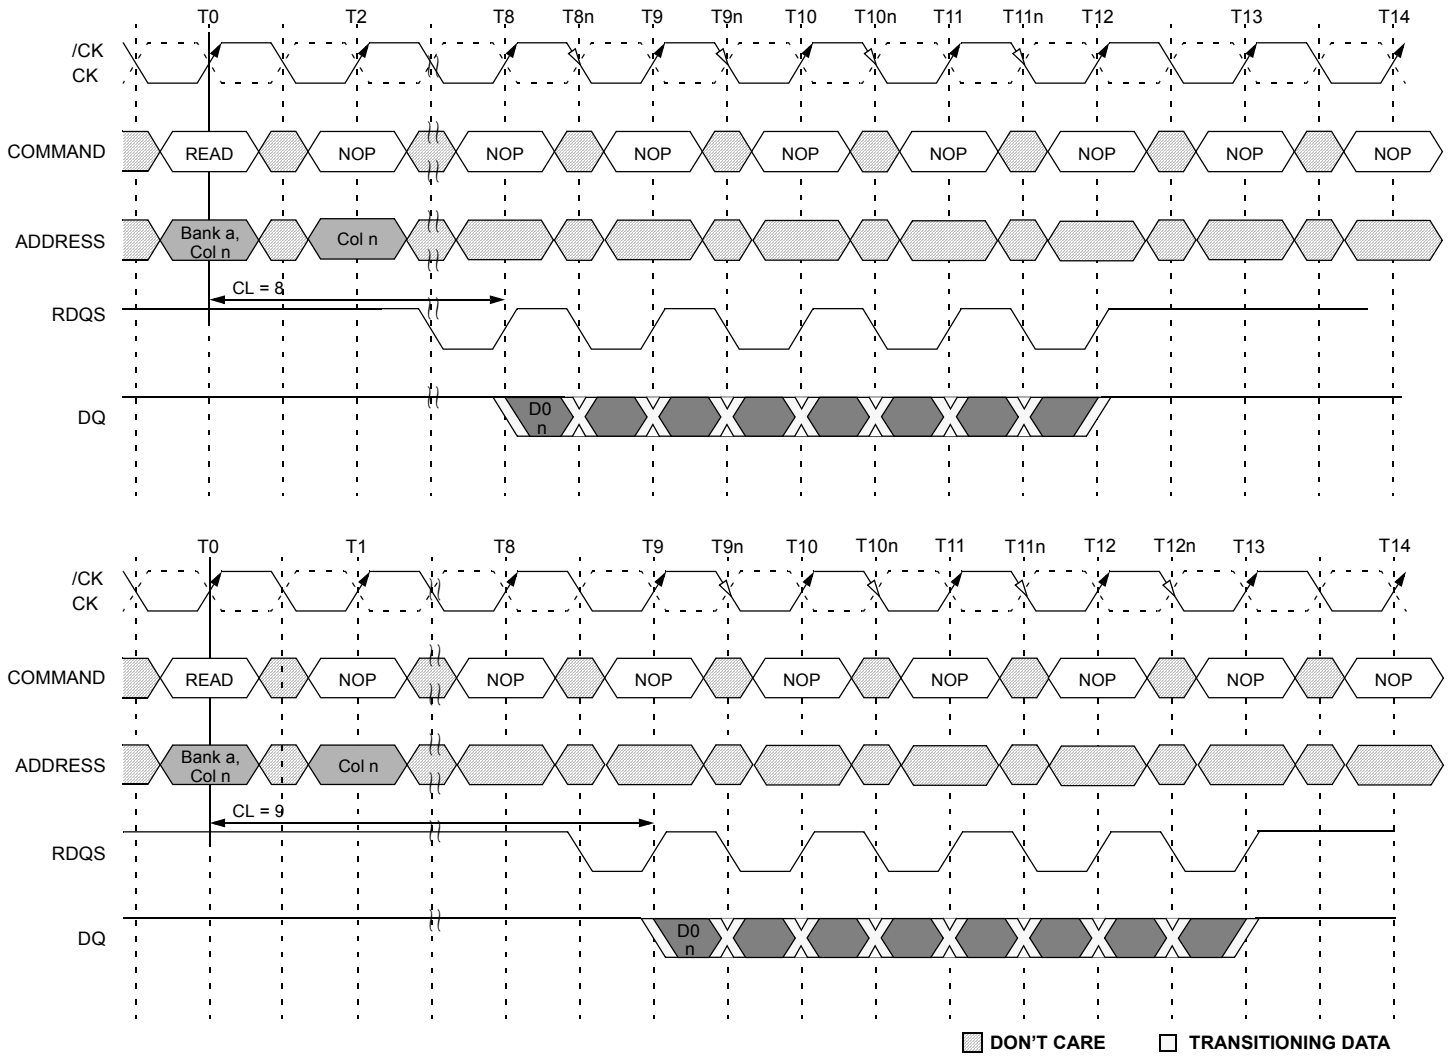 T0 T2 T8 T8n T9 T9n T10 T10n T11 T11n T12 T13 T14
/CK
CK
COMMAND READ NOP NOP NOP NOP NOP NOP NOP NOP
ADDRESS Bank a, Col n
Col n
CL = 8
RDQS
DQ D0
n
T0 T1 T8 T9 T9n T10 T10n T11 T11n T12 T12n T13 T14
/CK
CK
COMMAND READ NOP NOP NOP NOP NOP NOP NOP NOP
ADDRESS Bank a, Col n
Col n
CL = 9
RDQS
DQ D0
n
DON'T CARE TRANSITIONING DATA